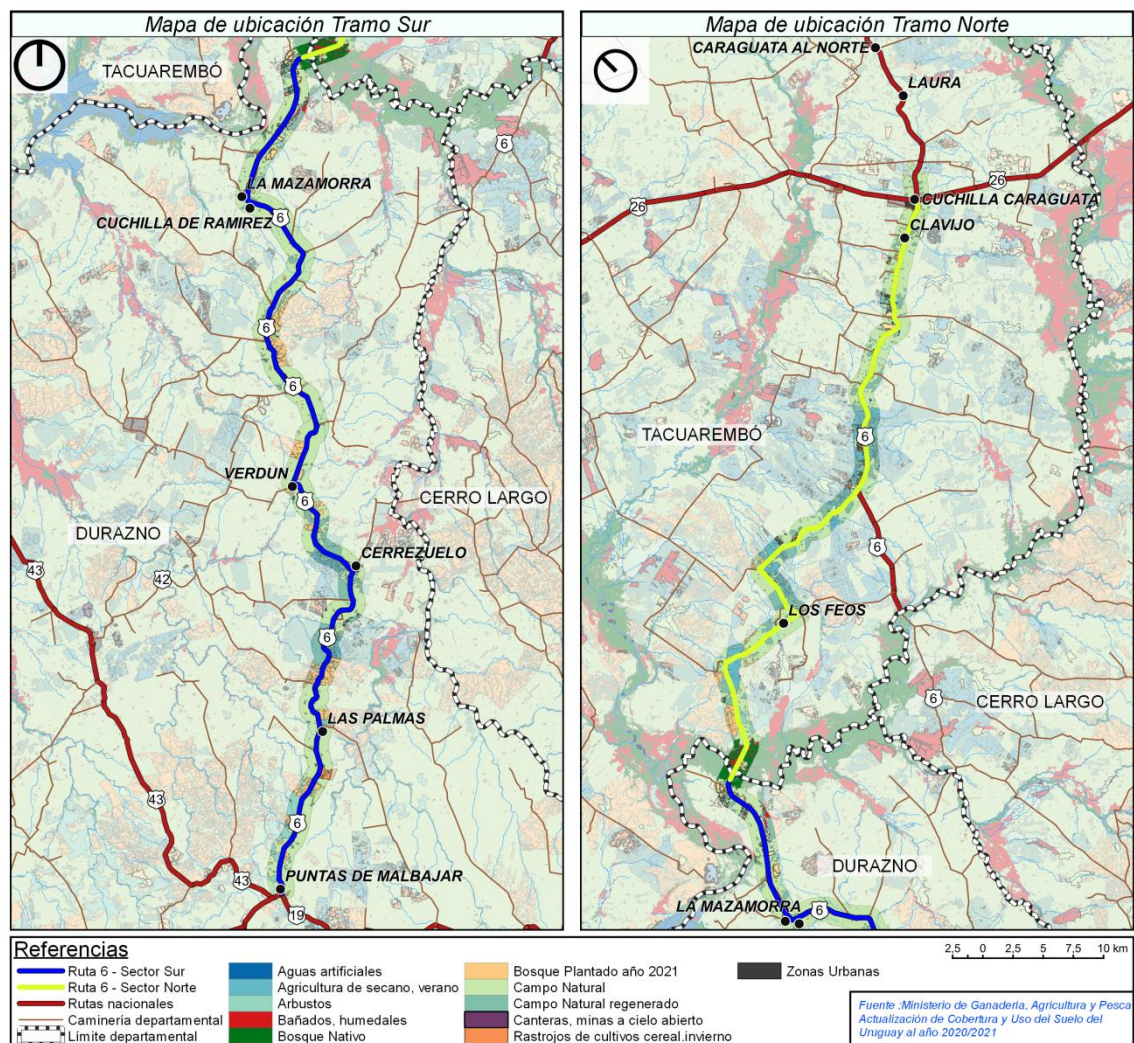 Mapa de ubicación Tramo Sur
TACUAREMBÓ
6
LA MAZAMORRA
CUCHILLA DE RAMIREZ
6
6
6
VERDUN
6
CERRO LARGO
DURAZNO
CERREZUELO
43
42
6
LAS PALMAS
43
6
43
PUNTAS DE MALBAJAR
19
Mapa de ubicación Tramo Norte
CARAGUATA AL NORTE
LAURA
26
26
CUCHILLA CARAGUATA
CLAVIJO
TACUAREMBÓ
6
6
LOS FEOS
6
CERRO LARGO
DURAZNO
LA MAZAMORRA
6
Referencias
Ruta 6 - Sector Sur
Ruta 6 - Sector Norte
Rutas nacionales
Caminería departamental
Límite departamental
Aguas artificiales
Agricultura de secano, verano
Arbustos
Bañados, humedales
Bosque Nativo
Bosque Plantado año 2021
Campo Natural
Campo Natural regenerado
Canteras, minas a cielo abierto
Rastrojos de cultivos cereal.invierno
Zonas Urbanas
2,5 0 2,5 5 7,5 10 km
Fuente :Ministerio de Ganadería, Agricultura y Pesca
Actualización de Cobertura y Uso del Suelo del
Uruguay al año 2020/2021